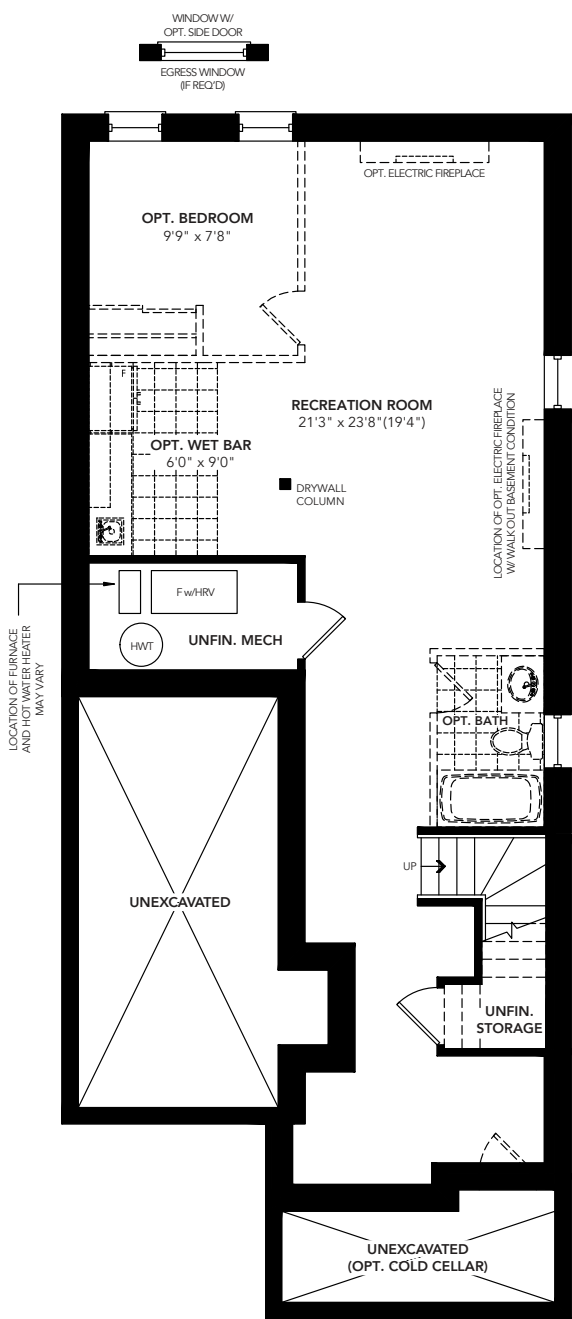 WINDOW W/
OPT. SIDE DOOR
EGRESS WINDOW
(IF REQ'D)
OPT. ELECTRIC FIREPLACE
OPT. BEDROOM
9'9" x 7'8"
F
RECREATION ROOM
21'3" x 23'8"(19'4")
OPT. WET BAR
6'0" x 9'0"
DRYWALL
COLUMN
LOCATION OF OPT. ELECTRIC FIREPLACE
W/ WALK OUT BASEMENT CONDITION
F w/HRV
HWT
UNFIN. MECH
LOCATION OF FURNACE
AND HOT WATER HEATER
MAY VARY
OPT. BATH
UP
UNEXCAVATED
UNFIN.
STORAGE
UNEXCAVATED
(OPT. COLD CELLAR)